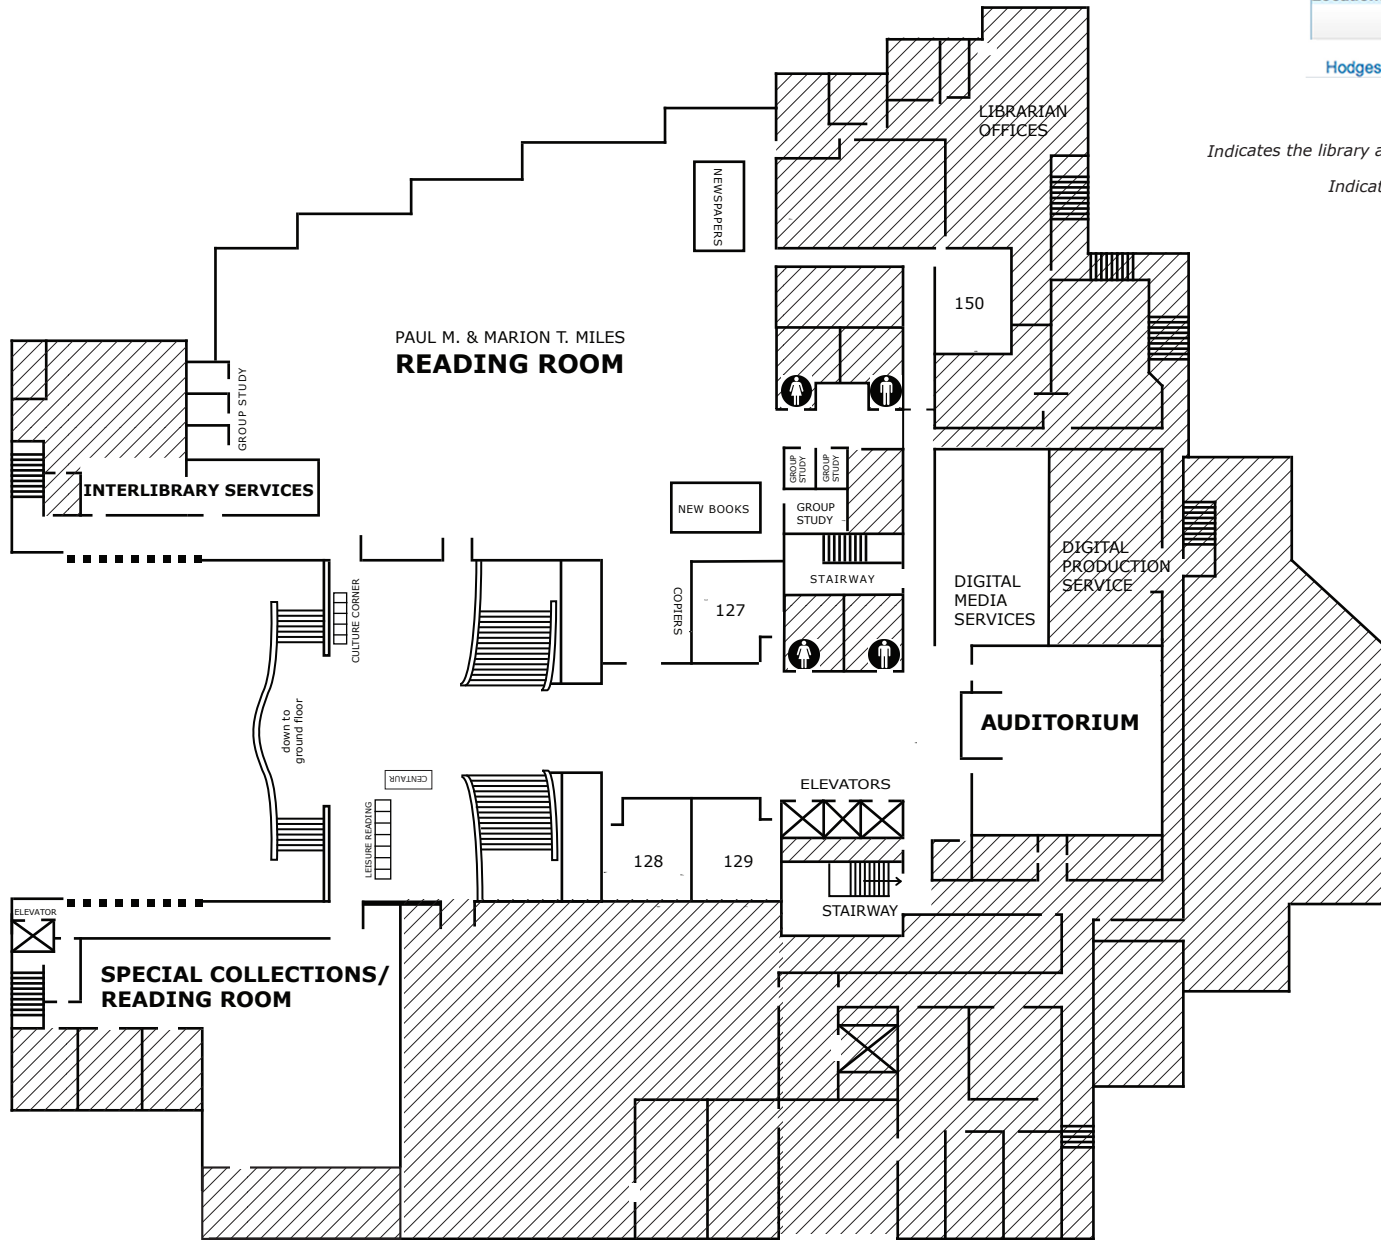 Hodges
LIBRARIAN
OFFICES
Indicates the library a
Indicat
NEWSPAPERS
150
PAUL M. & MARION T. MILES
READING ROOM
GROUP STUDY
INTERLIBRARY SERVICES
GROUP
STUDY
GROUP
STUDY
NEW BOOKS
GROUP
STUDY
STAIRWAY
DIGITAL
PRODUCTION
SERVICE
DIGITAL
MEDIA
SERVICES
CULTURE CORNER
COPIERS
127
down to
ground floor
AUDITORIUM
CENTAUR
ELEVATORS
LEISURE READING
128
129
STAIRWAY
ELEVATOR
SPECIAL COLLECTIONS/
READING ROOM